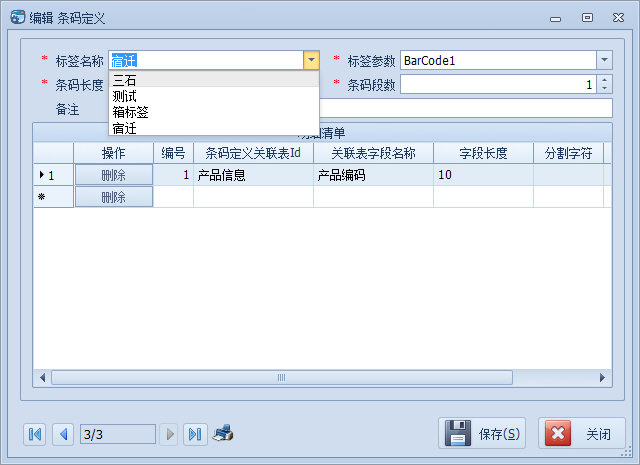 编辑 条码定义
* 标签名称 宿迁 * 标签参数 BarCode1
三石
* 条码长度 * 条码段数 1
测试
箱标签
备注
宿迁
清单
操作 编号 条码定义关联表Id 关联表字段名称 字段长度 分割字符
1 删除 1 产品信息 产品编码 10
* 删除
3/3 保存(S) 关闭